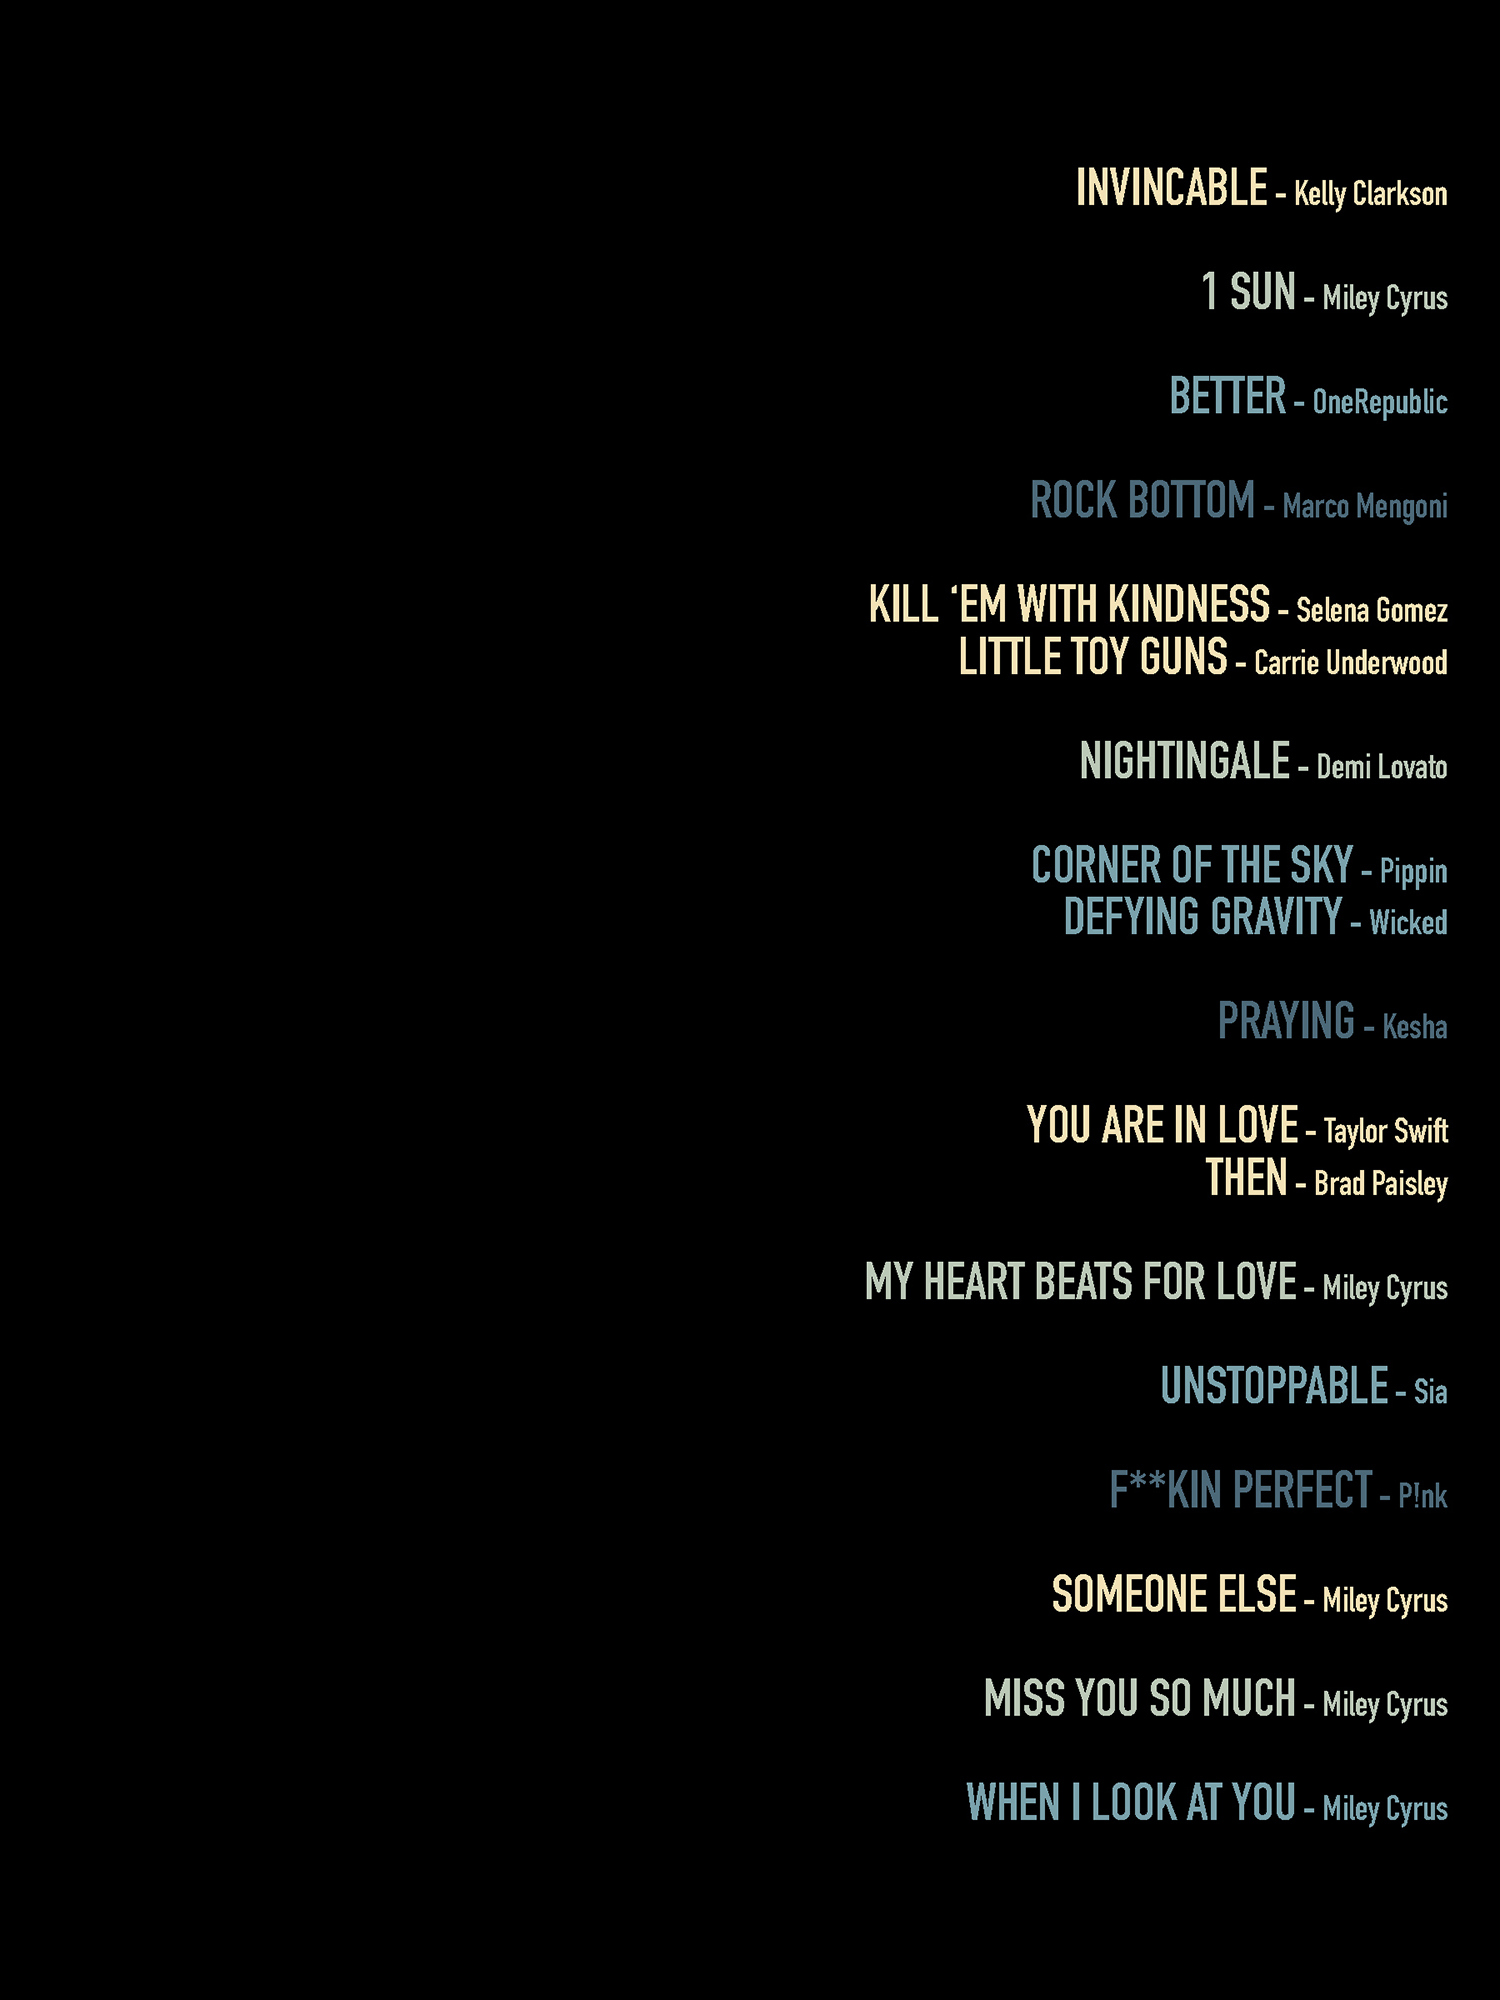 INVINCABLE - Kelly Clarkson
1 SUN - Miley Cyrus
BETTER - OneRepublic
ROCK BOTTOM - Marco Mengoni
KILL ‘EM WITH KINDNESS - Selena Gomez
LITTLE TOY GUNS - Carrie Underwood
NIGHTINGALE - Demi Lovato
CORNER OF THE SKY - Pippin
DEFYING GRAVITY - Wicked
PRAYING - Kesha
YOU ARE IN LOVE - Taylor Swift
THEN - Brad Paisley
MY HEART BEATS FOR LOVE - Miley Cyrus
UNSTOPPABLE - Sia
F**KIN PERFECT - P!nk
SOMEONE ELSE - Miley Cyrus
MISS YOU SO MUCH - Miley Cyrus
WHEN I LOOK AT YOU - Miley Cyrus